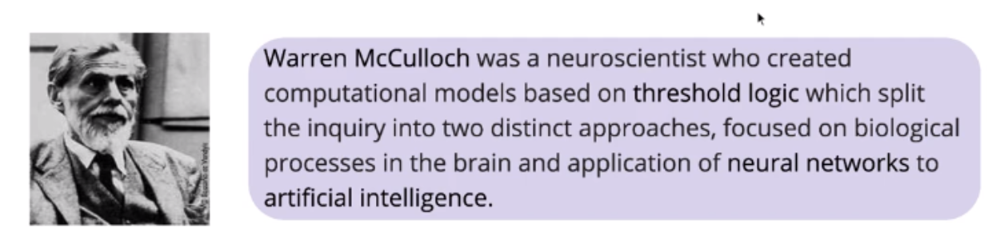 Warren McCulloch was a neuroscientist who created
computational models based on threshold logic which split
the inquiry into two distinct approaches, focused on biological
processes in the brain and application of neural networks to
artificial intelligence.